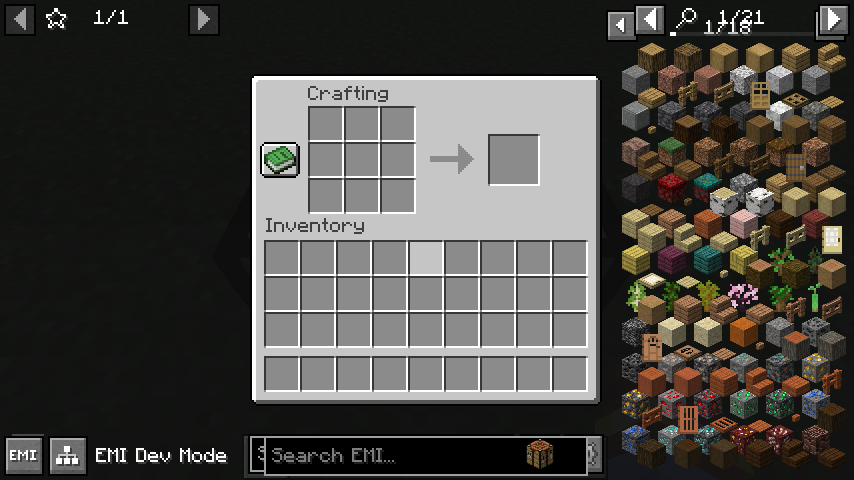 1/1
1/21
1/18
Crafting
Inventory
EMI
EMI Dev Mode
Search EMI...